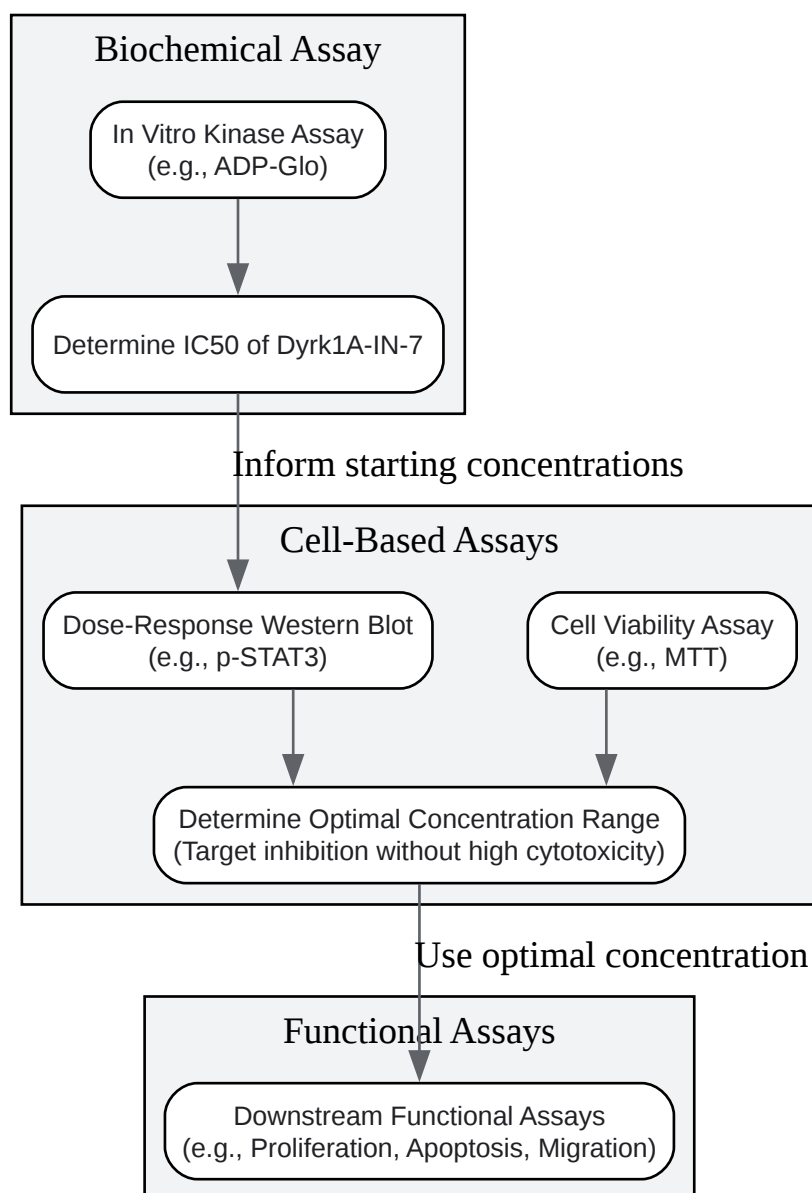 Biochemical Assay
In Vitro Kinase Assay
(e.g., ADP-Glo)
Determine IC50 of Dyrk1A-IN-7
Inform starting concentrations
Cell-Based Assays
Dose-Response Western Blot
(e.g., p-STAT3)
Cell Viability Assay
(e.g., MTT)
Determine Optimal Concentration Range
(Target inhibition without high cytotoxicity)
Use optimal concentration
Functional Assays
Downstream Functional Assays
(e.g., Proliferation, Apoptosis, Migration)